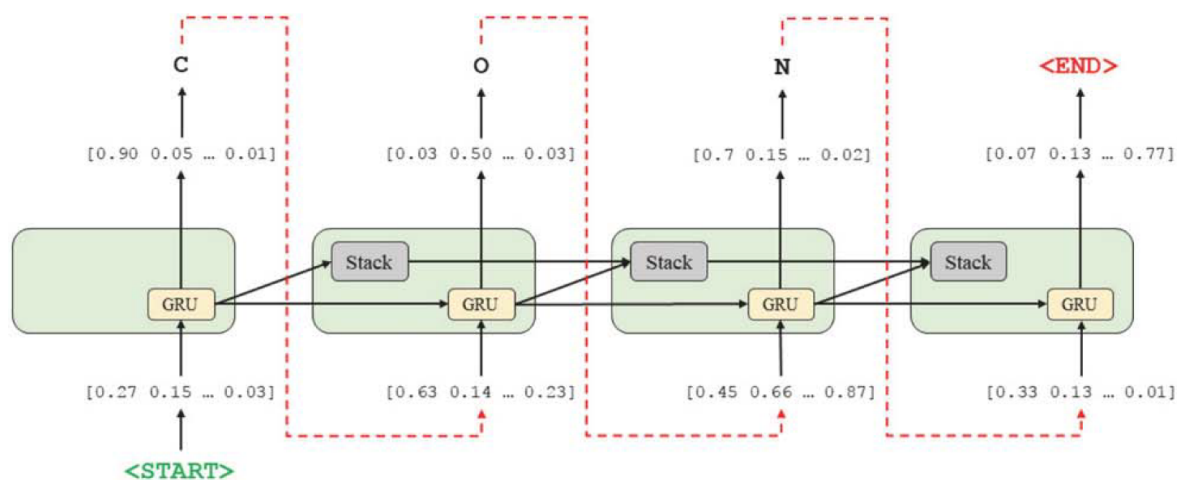 C O N <END>
[0.90 0.05 … 0.01] [0.03 0.50 … 0.03] [0.7 0.15 … 0.02] [0.07 0.13 … 0.77]
Stack Stack Stack
GRU GRU GRU GRU
[0.27 0.15 … 0.03] [0.63 0.14 … 0.23] [0.45 0.66 … 0.87] [0.33 0.13 … 0.01]
<START>